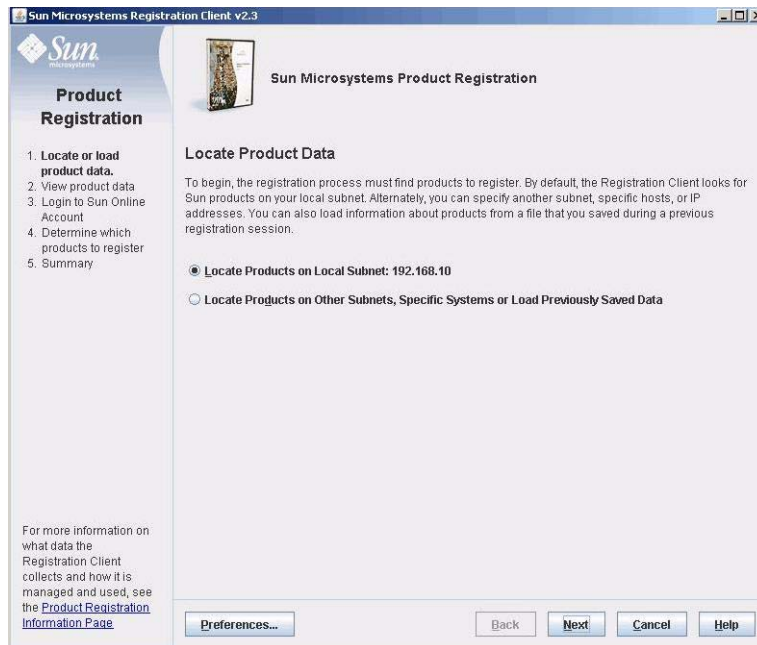 Sun Microsystems Registration Client v2.3
Sun
microsystems
Product
Registration
1. Locate or load
product data.
2. View product data
3. Login to Sun Online
Account
4. Determine which
products to register
5. Summary
For more information on
what data the
Registration Client
collects and how it is
managed and used, see
the Product Registration
Information Page
Sun Microsystems Product Registration
Locate Product Data
To begin, the registration process must find products to register. By default, the Registration Client looks for
Sun products on your local subnet. Alternately, you can specify another subnet, specific hosts, or IP
addresses. You can also load information about products from a file that you saved during a previous
registration session.
Locate Products on Local Subnet: 192.168.10
Locate Products on Other Subnets, Specific Systems or Load Previously Saved Data
Preferences...
Back
Next
Cancel
Help